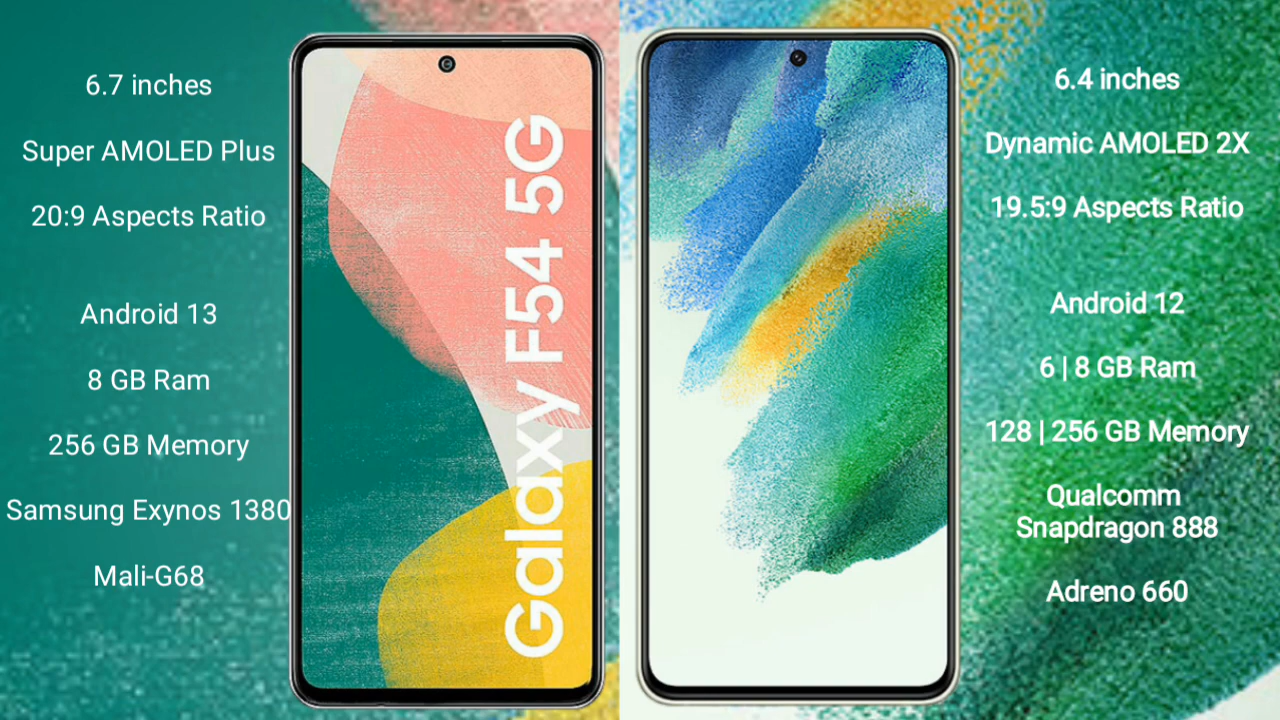 6.7 inches
Super AMOLED Plus
20:9 Aspects Ratio
Android 13
8 GB Ram
256 GB Memory
Samsung Exynos 1380
Mali-G68
Galaxy F54 5G
6.4 inches
Dynamic AMOLED 2X
19.5:9 Aspects Ratio
Android 12
6 | 8 GB Ram
128 | 256 GB Memory
Qualcomm
Snapdragon 888
Adreno 660